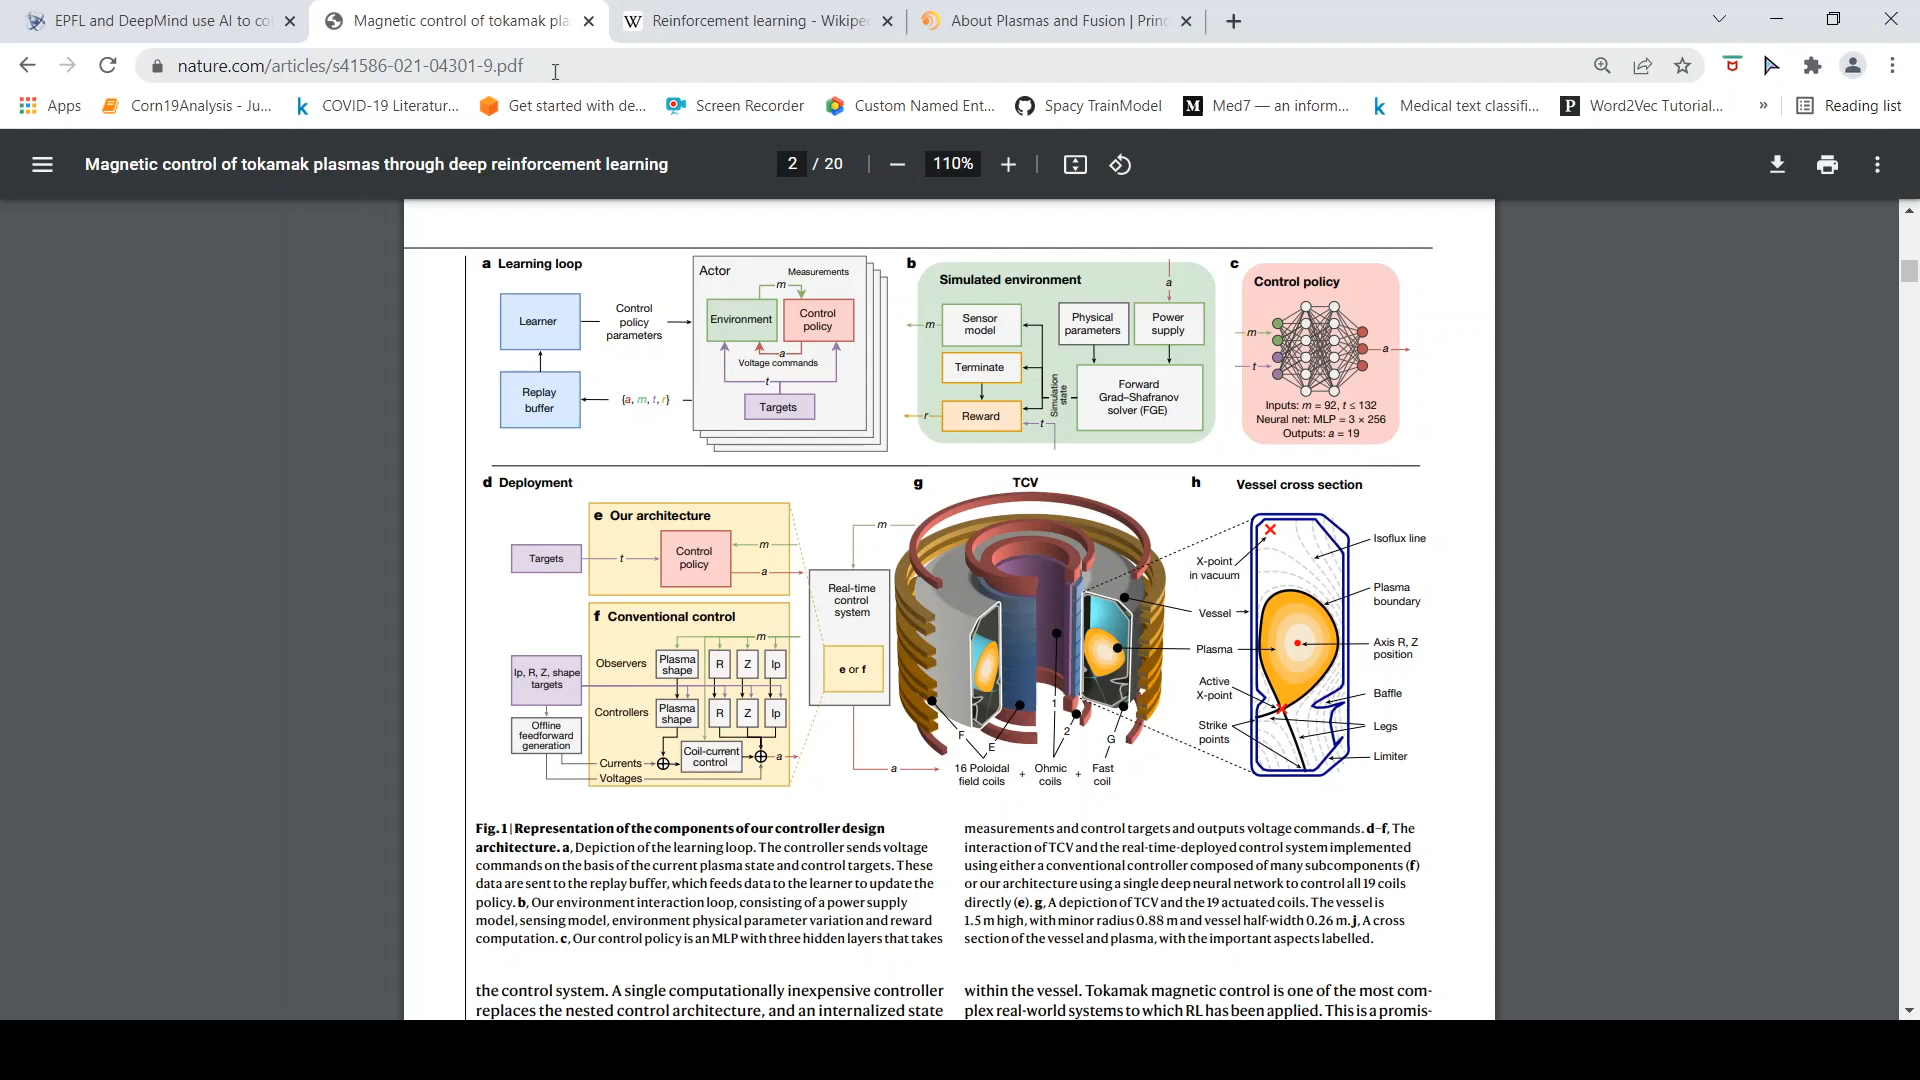 EPFL and DeepMind use AI to co
Magnetic control of tokamak pla
Reinforcement learning - Wikipe
About Plasmas and Fusion | Prin
nature.com/articles/s41586-021-04301-9.pdf
Apps
Corn19Analysis - Ju...
COVID-19 Literatur...
Get started with de...
Screen Recorder
Custom Named Ent...
Spacy TrainModel
Med7 — an inform...
Medical text classifi...
Word2Vec Tutorial...
»
Reading list
Magnetic control of tokamak plasmas through deep reinforcement learning
2 / 20
110%
a Learning loop
Learner
Control
policy
parameters
Replay
buffer
{a, m, t, r}
Actor
Measurements
m
Environment
Control
policy
a
Voltage commands
t
Targets
b
Simulated environment
a
m
Sensor
model
Physical
parameters
Power
supply
Terminate
Simulation
state
Forward
Grad–Shafranov
solver (FGE)
r
Reward
t
c
Control policy
m
a
t
Inputs: m = 92, t ≤ 132
Neural net: MLP = 3 × 256
Outputs: a = 19
d Deployment
e Our architecture
Targets
t
Control
policy
m
a
f Conventional control
m
Observers
Plasma
shape
R
Z
Ip
Ip, R, Z, shape
targets
Controllers
Plasma
shape
R
Z
Ip
Offline
feedforward
generation
Coil-current
control
a
Currents
Voltages
m
Real-time
control
system
e or f
a
g
TCV
F
E
1
2
G
16 Poloidal
field coils
+
Ohmic
coils
+
Fast
coil
h
Vessel cross section
X-point
in vacuum
Vessel
Plasma
Active
X-point
Strike
points
Isoflux line
Plasma
boundary
Axis R, Z
position
Baffle
Legs
Limiter
Fig. 1 | Representation of the components of our controller design
architecture. a, Depiction of the learning loop. The controller sends voltage
commands on the basis of the current plasma state and control targets. These
data are sent to the replay buffer, which feeds data to the learner to update the
policy. b, Our environment interaction loop, consisting of a power supply
model, sensing model, environment physical parameter variation and reward
computation. c, Our control policy is an MLP with three hidden layers that takes
measurements and control targets and outputs voltage commands. d–f, The
interaction of TCV and the real-time-deployed control system implemented
using either a conventional controller composed of many subcomponents (f)
or our architecture using a single deep neural network to control all 19 coils
directly (e). g, A depiction of TCV and the 19 actuated coils. The vessel is
1.5 m high, with minor radius 0.88 m and vessel half-width 0.26 m. j, A cross
section of the vessel and plasma, with the important aspects labelled.
the control system. A single computationally inexpensive controller
replaces the nested control architecture, and an internalized state
within the vessel. Tokamak magnetic control is one of the most com-
plex real-world systems to which RL has been applied. This is a promis-